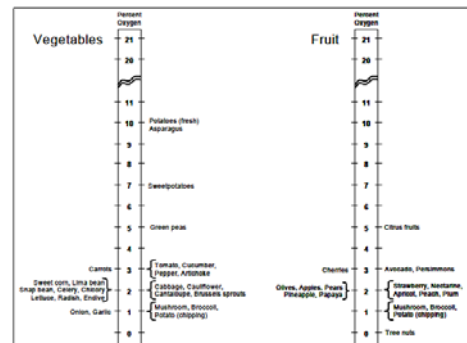 Vegetables
Percent
Oxygen
21
20
11
10
9
8
7
6
5
4
3
2
1
0
Potatoes (fresh)
Asparagus
Sweetpotatoes
Green peas
Carrots
Tomato, Cucumber,
Pepper, Artishoke
Sweet corn, Lima bean
Snap bean, Celery, Chicory
Lettuce, Radish, Endive
Cabbage, Cauliflower,
Cantaloupe, Brussels sprouts
Onion, Garlic
Mushroom, Broccoli,
Potato (chipping)
Fruit
Percent
Oxygen
21
20
11
10
9
8
7
6
5
4
3
2
1
0
Citrus fruits
Cherries
Avocado, Persimmons
Olives, Apples, Pears
Pineapple, Papaya
Strawberry, Nectarine,
Apricot, Peach, Plum
Mushroom, Broccoli,
Potato (chipping)
Tree nuts